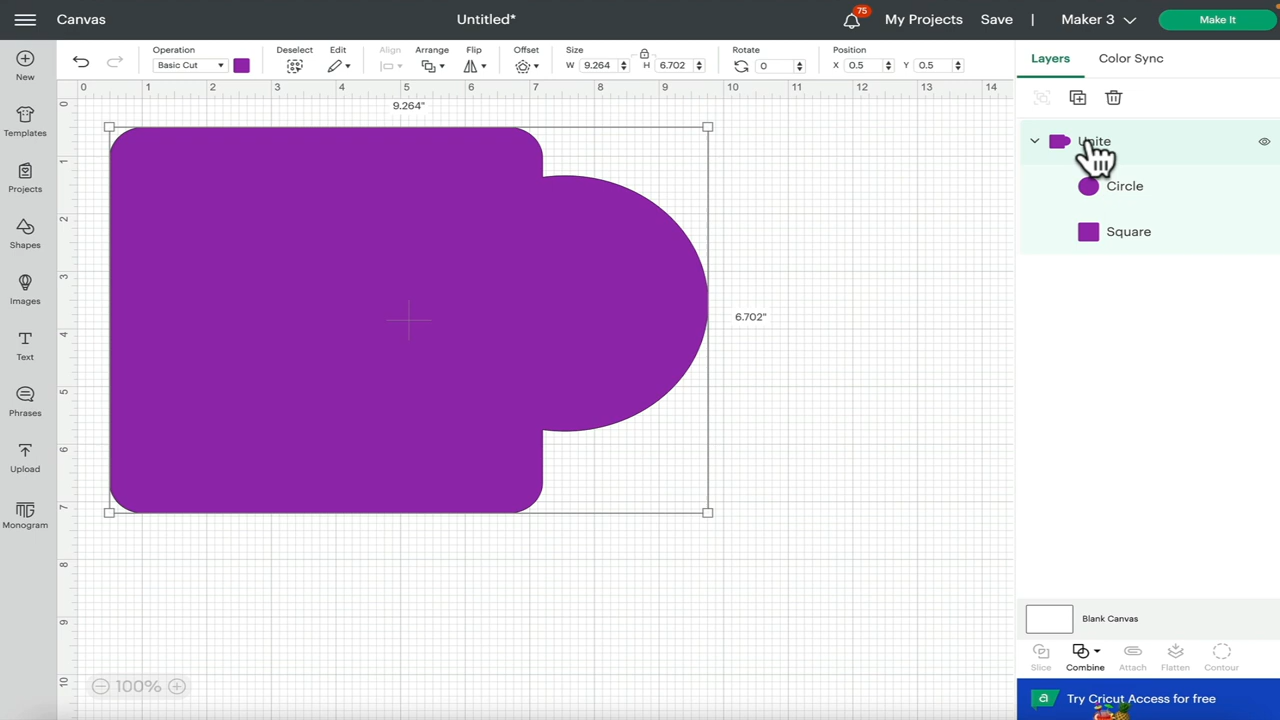 Canvas
Untitled*
75
My Projects
Save
|
Maker 3
Make It
New
Templates
Projects
Shapes
Images
Text
Phrases
Upload
Monogram
Operation
Basic Cut
Deselect
Edit
Align
Arrange
Flip
Offset
Size
W 9.264
H 6.702
Rotate
0
Position
X 0.5
Y 0.5
0 1 2 3 4 5 6 7 8 9 10 11 12 13 14
0
1
2
3
4
5
6
7
8
9
10
9.264"
6.702"
100%
Layers
Color Sync
Unite
Circle
Square
Blank Canvas
Slice
Combine
Attach
Flatten
Contour
a
Try Cricut Access for free